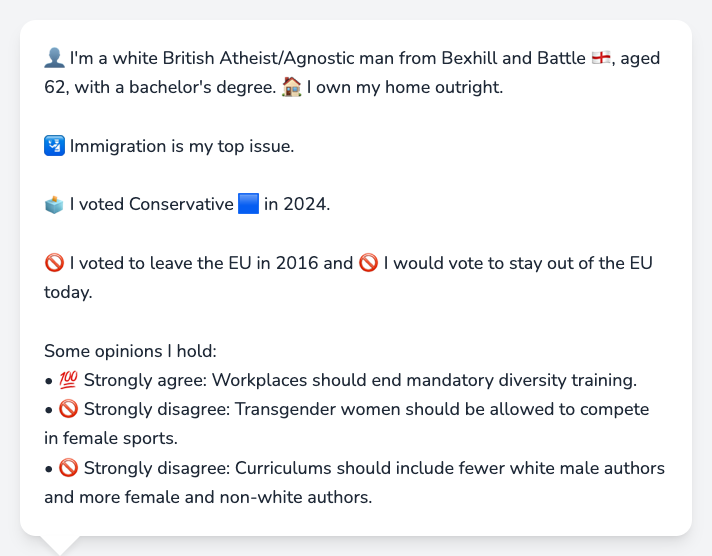 👤 I'm a white British Atheist/Agnostic man from Bexhill and Battle 🏴󠁧󠁢󠁥󠁮󠁧󠁿, aged
62, with a bachelor's degree. 🏠 I own my home outright.
🛂 Immigration is my top issue.
🗳️ I voted Conservative 🟦 in 2024.
🚫 I voted to leave the EU in 2016 and 🚫 I would vote to stay out of the EU
today.
Some opinions I hold:
• 💯 Strongly agree: Workplaces should end mandatory diversity training.
• 🚫 Strongly disagree: Transgender women should be allowed to compete
in female sports.
• 🚫 Strongly disagree: Curriculums should include fewer white male authors
and more female and non-white authors.